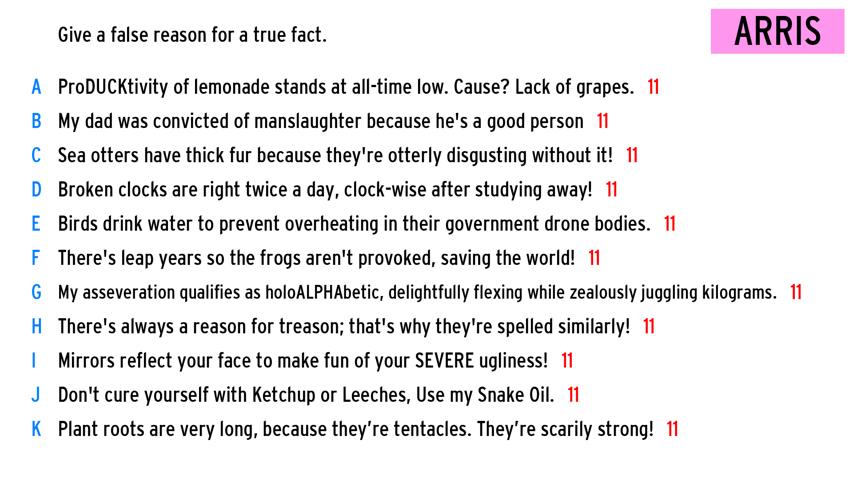 Give a false reason for a true fact.
ARRIS
A ProDUCKtivity of lemonade stands at all-time low. Cause? Lack of grapes. 11
B My dad was convicted of manslaughter because he's a good person 11
C Sea otters have thick fur because they're otterly disgusting without it! 11
D Broken clocks are right twice a day, clock-wise after studying away! 11
E Birds drink water to prevent overheating in their government drone bodies. 11
F There's leap years so the frogs aren't provoked, saving the world! 11
G My asseveration qualifies as holoALPHAbetic, delightfully flexing while zealously juggling kilograms. 11
H There's always a reason for treason; that's why they're spelled similarly! 11
I Mirrors reflect your face to make fun of your SEVERE ugliness! 11
J Don't cure yourself with Ketchup or Leeches, Use my Snake Oil. 11
K Plant roots are very long, because they’re tentacles. They’re scarily strong! 11